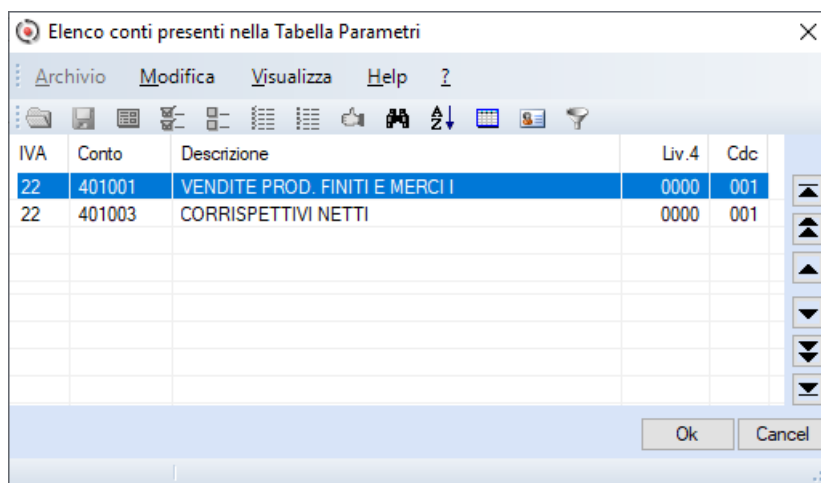 Elenco conti presenti nella Tabella Parametri
Archivio Modifica Visualizza Help ?
IVA Conto Descrizione Liv.4 Cdc
22 401001 VENDITE PROD. FINITI E MERCI I 0000 001
22 401003 CORRISPETTIVI NETTI 0000 001
Ok Cancel